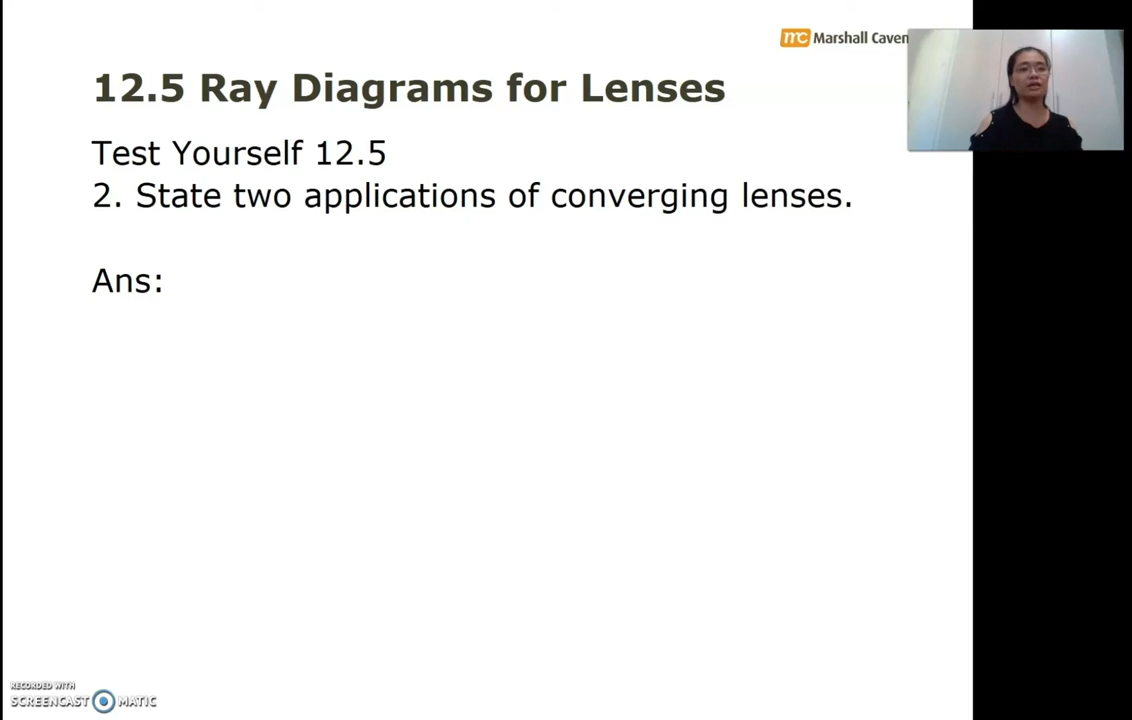 mc Marshall Caven
12.5 Ray Diagrams for Lenses
Test Yourself 12.5
2. State two applications of converging lenses.
Ans:
RECORDED WITH
SCREENCAST MATIC